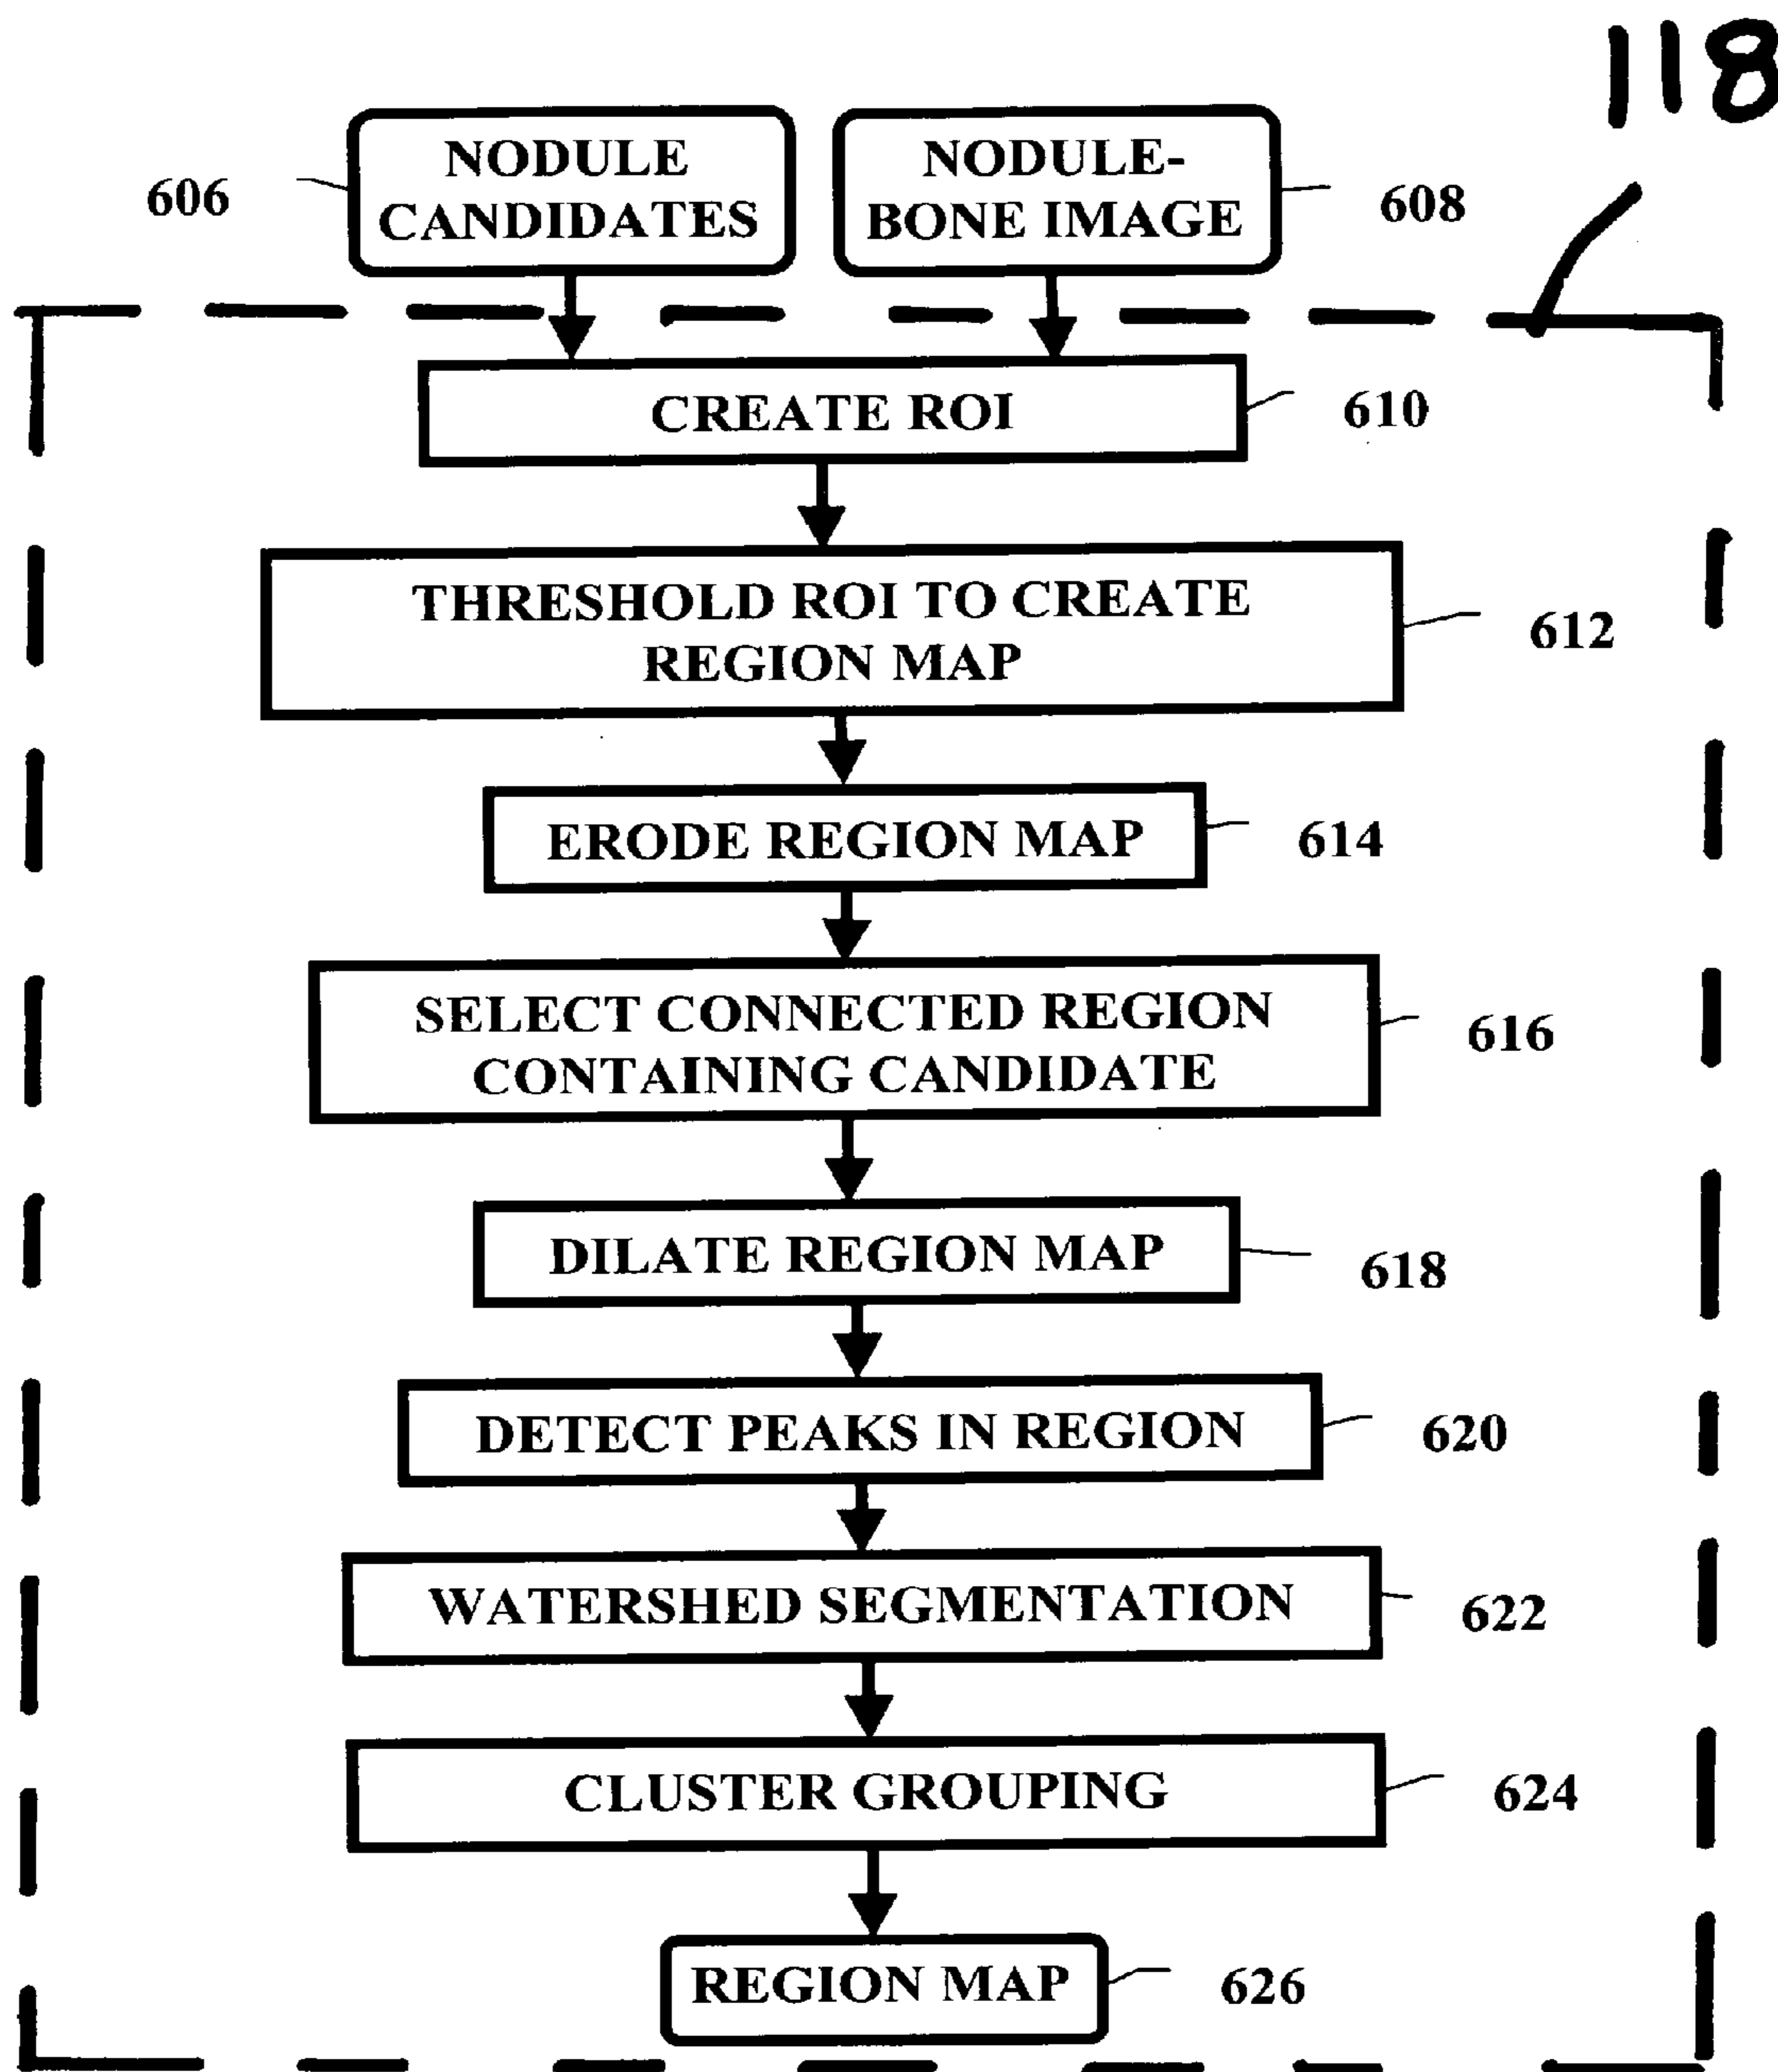 118
NODULE
CANDIDATES
606
NODULE-
BONE IMAGE
608
CREATE ROI
610
THRESHOLD ROI TO CREATE
REGION MAP
612
ERODE REGION MAP
614
SELECT CONNECTED REGION
CONTAINING CANDIDATE
616
DILATE REGION MAP
618
DETECT PEAKS IN REGION
620
WATERSHED SEGMENTATION
622
CLUSTER GROUPING
624
REGION MAP
626